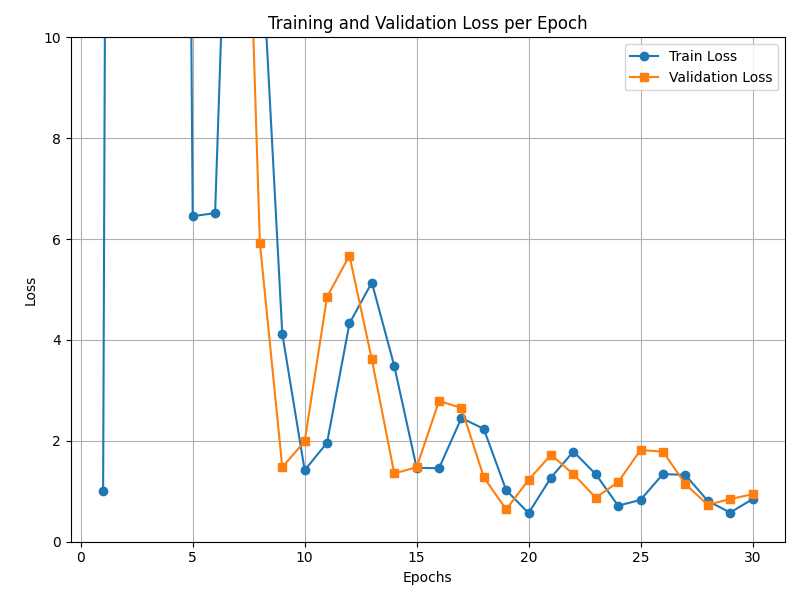 Training and Validation Loss per Epoch
Train Loss
Validation Loss
10
8
6
4
2
0
Loss
0 5 10 15 20 25 30
Epochs